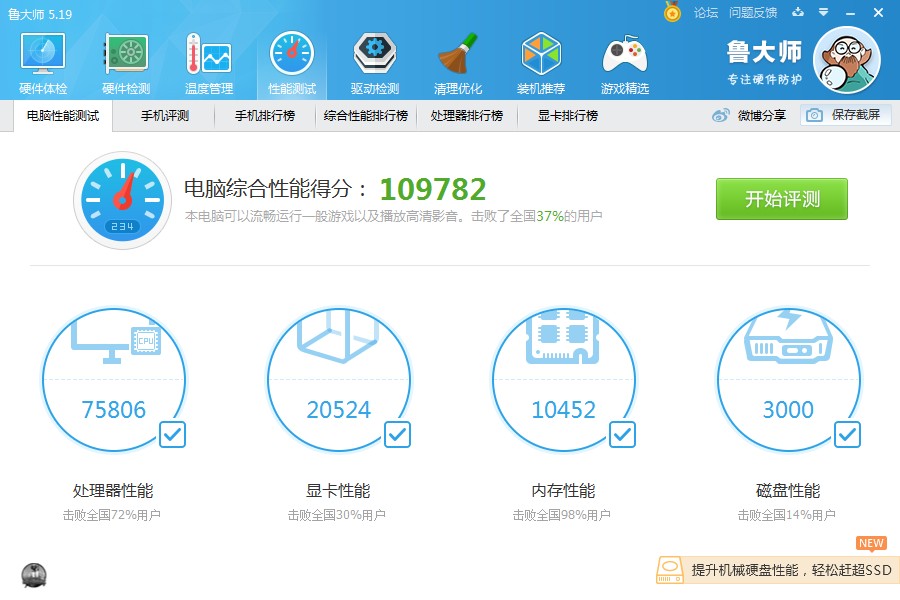 鲁大师 5.19
论坛 问题反馈
硬件体检 硬件检测 温度管理 性能测试 驱动检测 清理优化 装机推荐 游戏精选
鲁大师
专注硬件防护
电脑性能测试 手机评测 手机排行榜 综合性能排行榜 处理器排行榜 显卡排行榜 微博分享 保存截屏
电脑综合性能得分： 109782
本电脑可以流畅运行一般游戏以及播放高清影音。击败了全国37%的用户
开始评测
234
CPU
75806 20524 10452 3000
处理器性能 显卡性能 内存性能 磁盘性能
击败全国72%用户 击败全国30%用户 击败全国98%用户 击败全国14%用户
NEW
提升机械硬盘性能，轻松赶超SSD